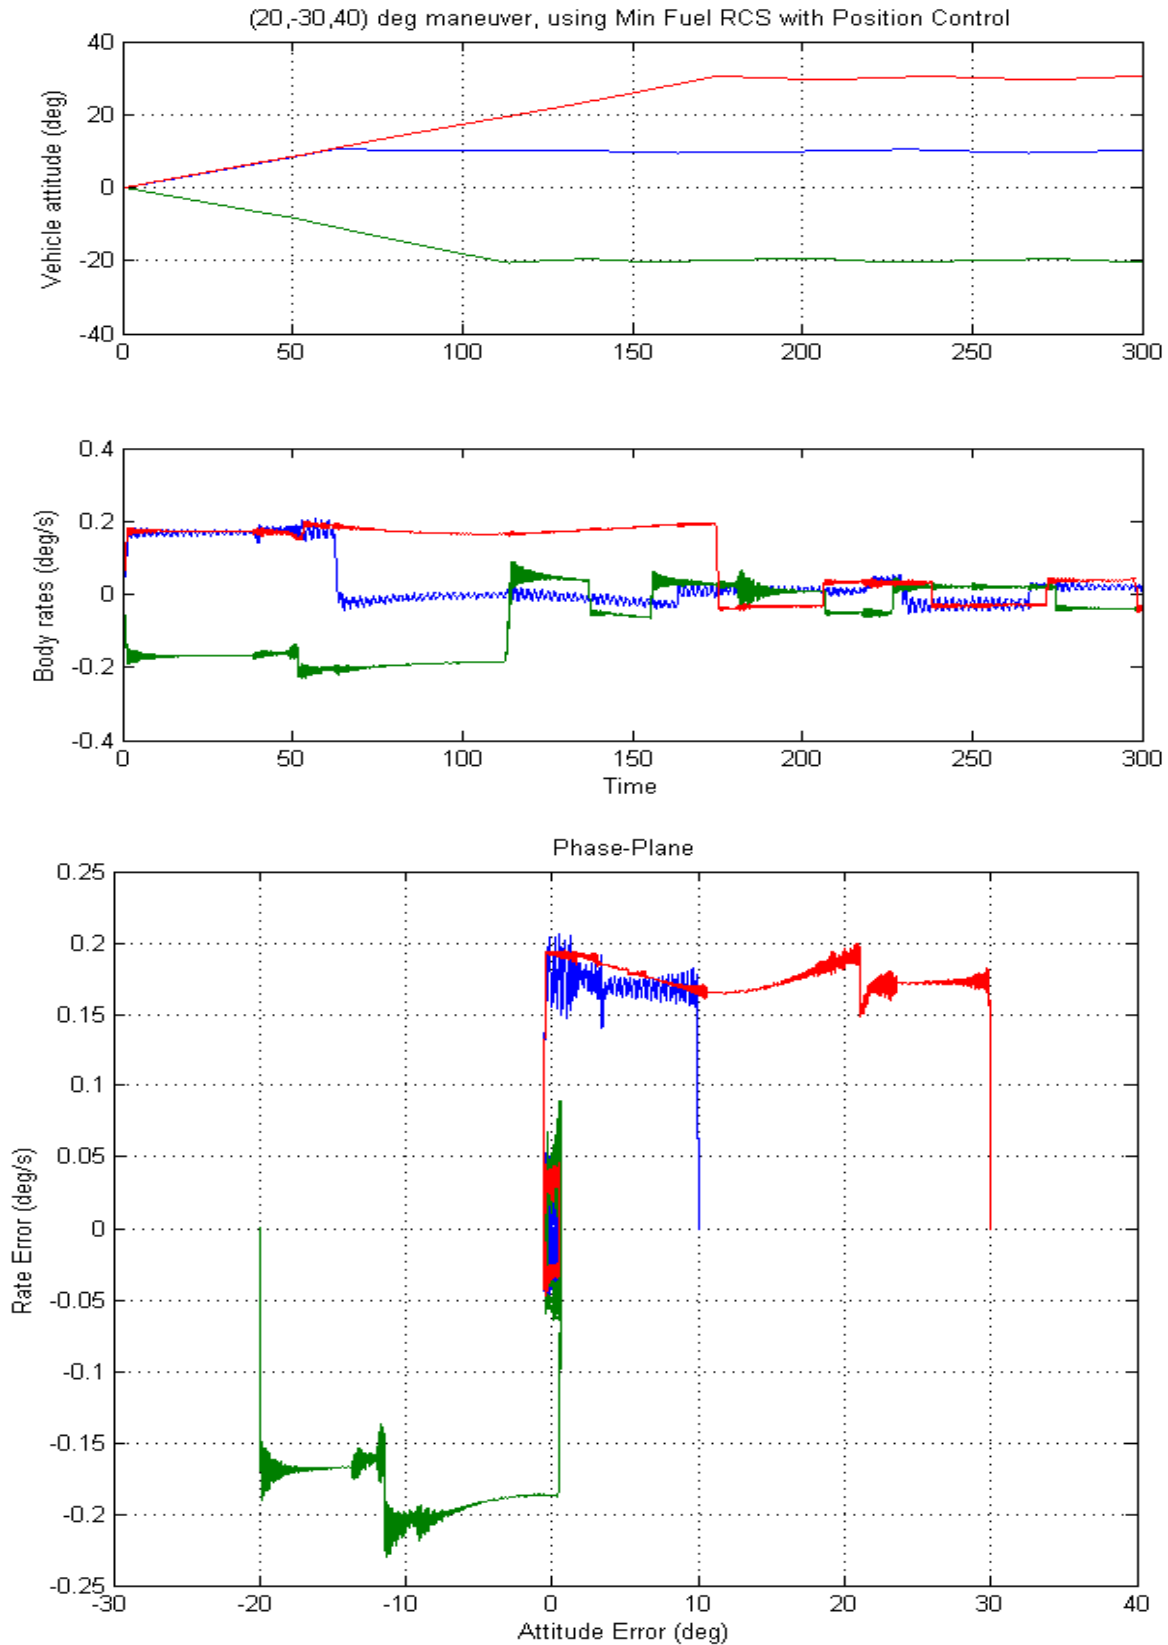 (20,-30,40) deg maneuver, using Min Fuel RCS with Position Control
Vehicle attitude (deg)
40
20
0
-20
-40
0 50 100 150 200 250 300
Body rates (deg/s)
0.4
0.2
0
-0.2
-0.4
0 50 100 150 200 250 300
Time
Phase-Plane
Rate Error (deg/s)
0.25
0.2
0.15
0.1
0.05
0
-0.05
-0.1
-0.15
-0.2
-0.25
-30 -20 -10 0 10 20 30 40
Attitude Error (deg)